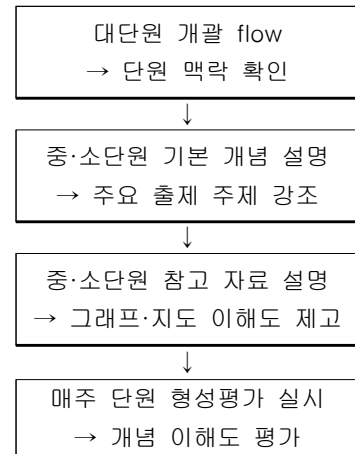 대단원 개괄 flow
→ 단원 맥락 확인
↓
중·소단원 기본 개념 설명
→ 주요 출제 주제 강조
↓
중·소단원 참고 자료 설명
→ 그래프·지도 이해도 제고
↓
매주 단원 형성평가 실시
→ 개념 이해도 평가